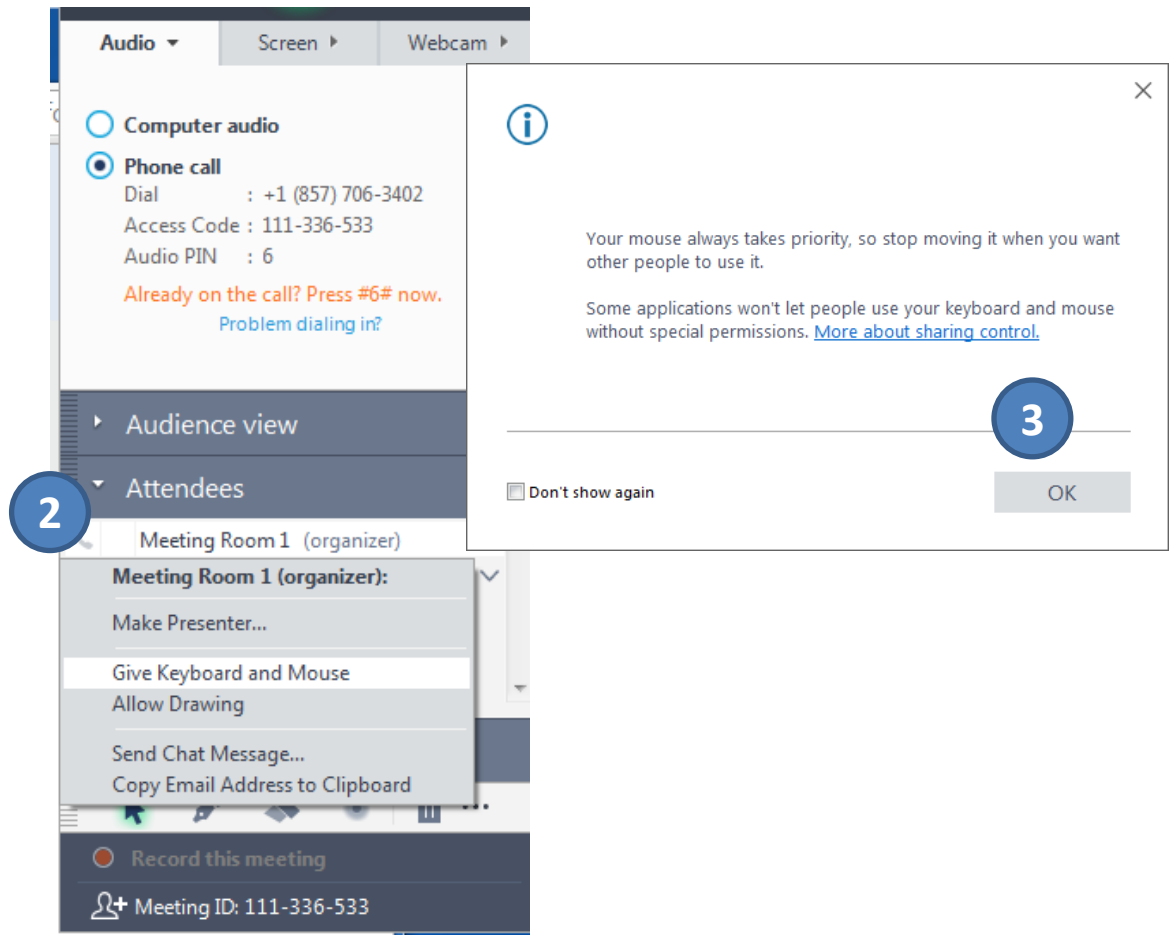 Audio
Screen
Webcam
Computer audio
Phone call
Dial : +1 (857) 706-3402
Access Code : 111-336-533
Audio PIN : 6
Already on the call? Press #6# now.
Problem dialing in?
Audience view
Attendees
2
Meeting Room 1 (organizer)
Meeting Room 1 (organizer):
Make Presenter...
Give Keyboard and Mouse
Allow Drawing
Send Chat Message...
Copy Email Address to Clipboard
Record this meeting
Meeting ID: 111-336-533
Your mouse always takes priority, so stop moving it when you want
other people to use it.
Some applications won't let people use your keyboard and mouse
without special permissions. More about sharing control.
3
Don't show again
OK